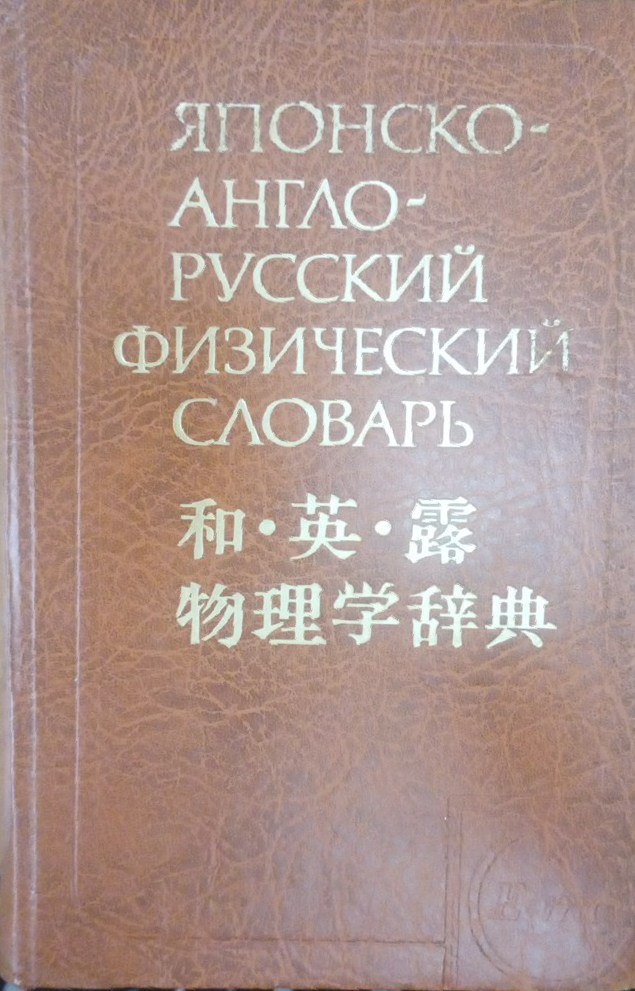 ЯПОНСКО-
АНГЛО-
РУССКИЙ
ФИЗИЧЕСКИЙ
СЛОВАРЬ
和・英・露
物理学辞典